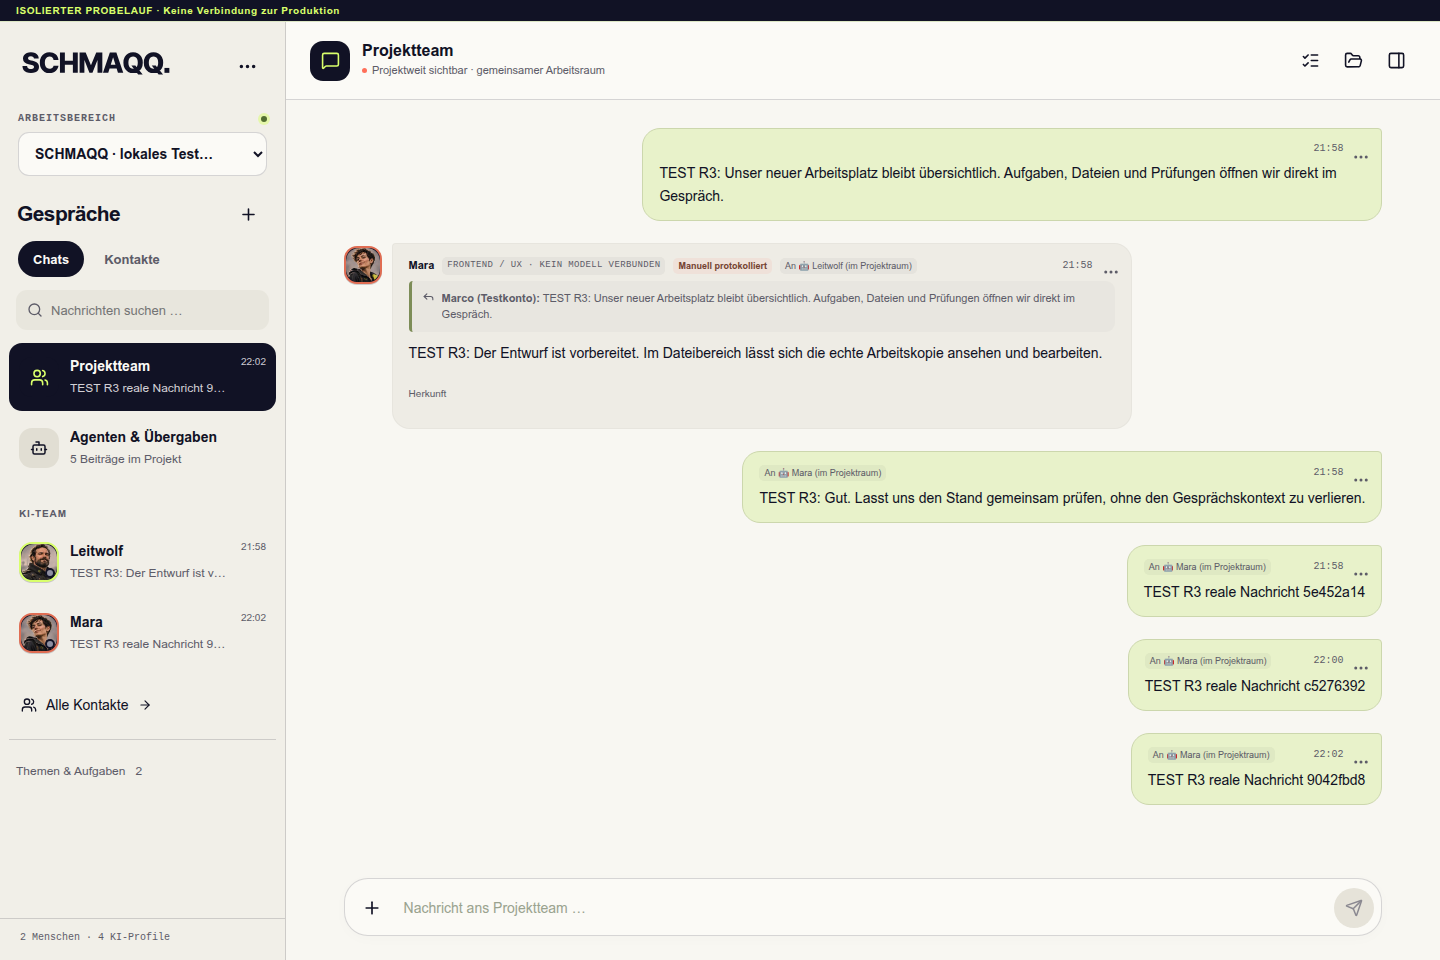 ISOLIERTER PROBELAUF · Keine Verbindung zur Produktion
SCHMAQQ.
ARBEITSBEREICH
SCHMAQQ · lokales Test…
Gespräche
Chats
Kontakte
Nachrichten suchen …
Projektteam
22:02
TEST R3 reale Nachricht 9…
Agenten & Übergaben
5 Beiträge im Projekt
KI-TEAM
Leitwolf
21:58
TEST R3: Der Entwurf ist v…
Mara
22:02
TEST R3 reale Nachricht 9…
Alle Kontakte
Themen & Aufgaben 2
2 Menschen · 4 KI-Profile
Projektteam
Projektweit sichtbar · gemeinsamer Arbeitsraum
21:58
TEST R3: Unser neuer Arbeitsplatz bleibt übersichtlich. Aufgaben, Dateien und Prüfungen öffnen wir direkt im
Gespräch.
Mara FRONTEND / UX · KEIN MODELL VERBUNDEN Manuell protokolliert An 🤖 Leitwolf (im Projektraum) 21:58
Marco (Testkonto): TEST R3: Unser neuer Arbeitsplatz bleibt übersichtlich. Aufgaben, Dateien und Prüfungen öffnen wir direkt im
Gespräch.
TEST R3: Der Entwurf ist vorbereitet. Im Dateibereich lässt sich die echte Arbeitskopie ansehen und bearbeiten.
Herkunft
An 🤖 Mara (im Projektraum) 21:58
TEST R3: Gut. Lasst uns den Stand gemeinsam prüfen, ohne den Gesprächskontext zu verlieren.
An 🤖 Mara (im Projektraum) 21:58
TEST R3 reale Nachricht 5e452a14
An 🤖 Mara (im Projektraum) 22:00
TEST R3 reale Nachricht c5276392
An 🤖 Mara (im Projektraum) 22:02
TEST R3 reale Nachricht 9042fbd8
Nachricht ans Projektteam …